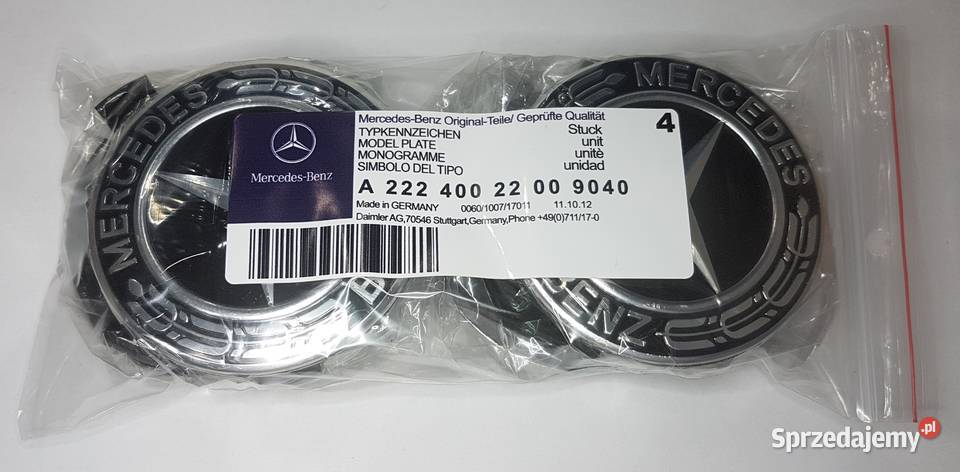 MERCEDES
MERCEDES
BENZ
Mercedes-Benz
Mercedes-Benz Original-Teile/ Geprüfte Qualität
4
TYPKENNZEICHEN Stuck
MODEL PLATE unit
MONOGRAMME unitè
SIMBOLO DEL TIPO unidad
A 222 400 22 00 9040
Made in GERMANY 0060/1007/17011 11.10.12
Daimler AG,70546 Stuttgart,Germany,Phone +49(0)711/17-0
Sprzedajemy.pl